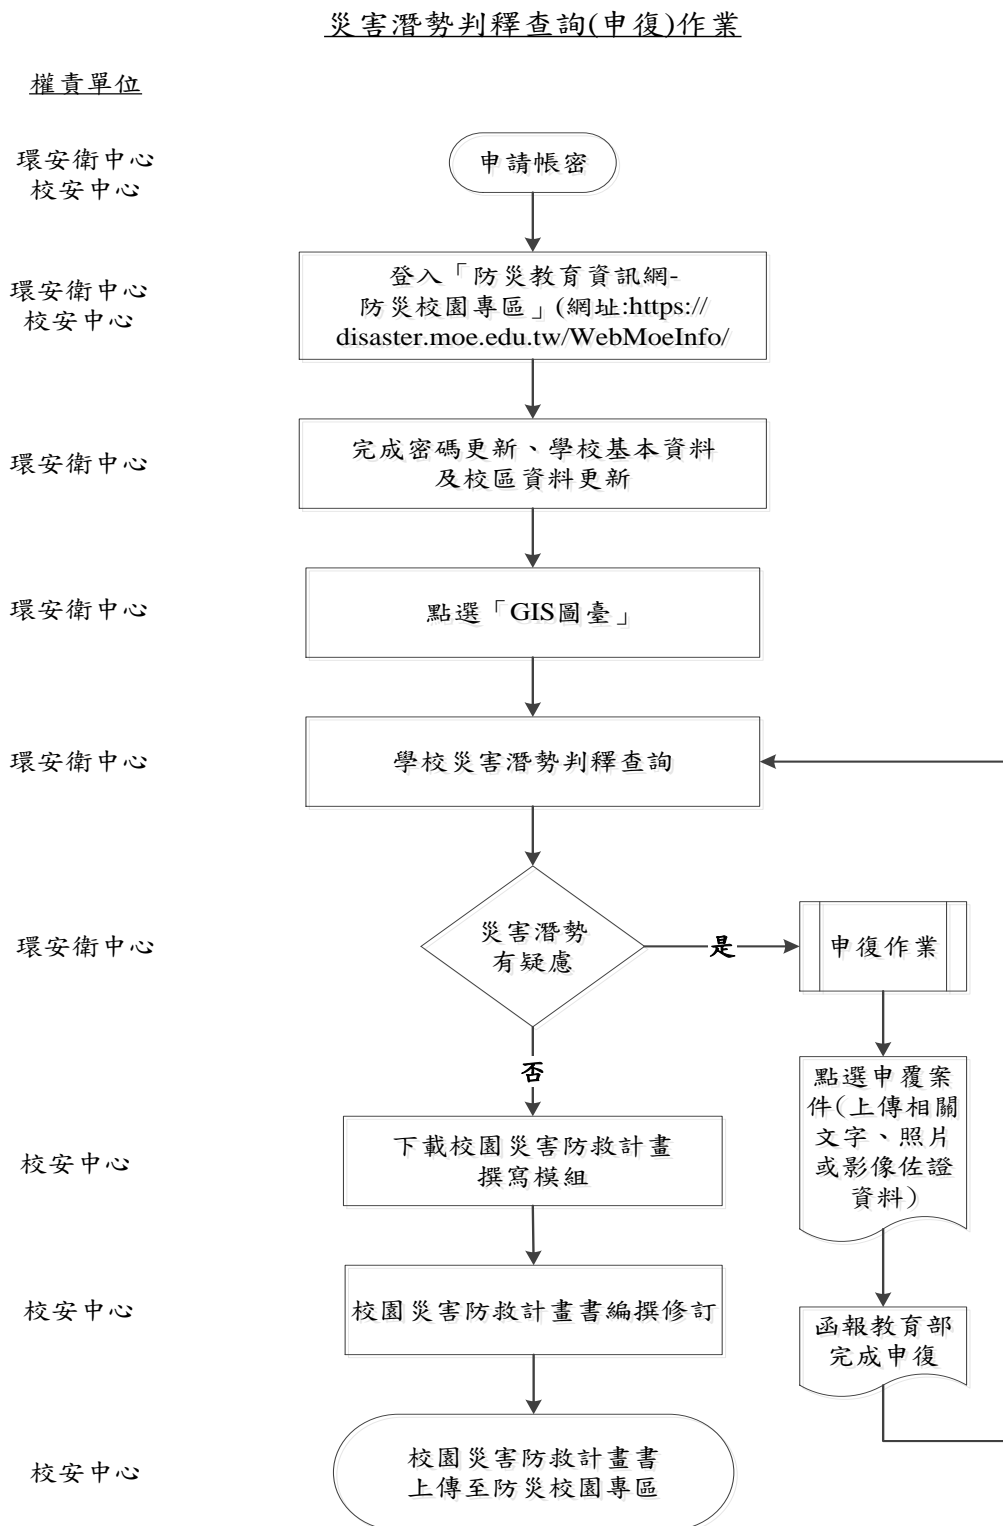 災害潛勢判釋查詢(申復)作業
權責單位
環安衛中心
校安中心
申請帳密
環安衛中心
校安中心
登入「防災教育資訊網-
防災校園專區」(網址:https://
disaster.moe.edu.tw/WebMoeInfo/
環安衛中心
完成密碼更新、學校基本資料
及校區資料更新
環安衛中心
點選「GIS圖臺」
環安衛中心
學校災害潛勢判釋查詢
環安衛中心
災害潛勢
有疑慮
是
申復作業
否
點選申覆案
件(上傳相關
文字、照片
或影像佐證
資料)
校安中心
下載校園災害防救計畫
撰寫模組
校安中心
校園災害防救計畫書編撰修訂
函報教育部
完成申復
校安中心
校園災害防救計畫書
上傳至防災校園專區